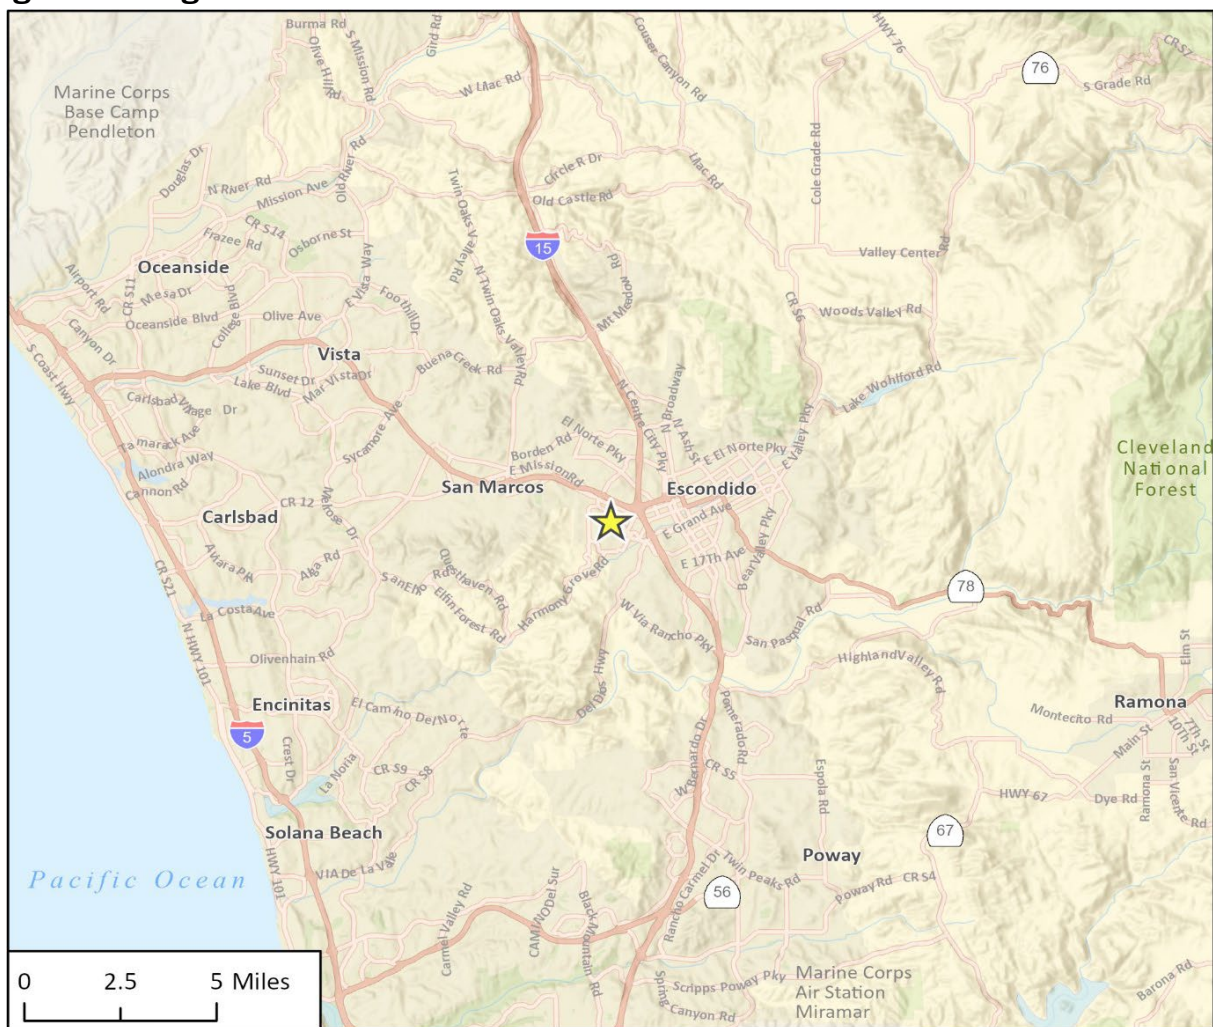 Burma Rd
Olive Hill Rd
S Mission Rd
Gird Rd
W Lilac Rd
Couser Canyon Rd
HWY 76
76
CR S7
S Grade Rd
Marine Corps
Base Camp
Pendleton
Douglas Dr
N River Rd
Mission Ave
Old River Rd
Circle R Dr
Old Castle Rd
Lilac Rd
Cole Grade Rd
Twin Oaks Valley Rd
CR S14
Frazee Rd
Osborne St
E Vista Way
15
Valley Center Rd
Oceanside
Airport Rd
CR S11
Mesa Dr
College Blvd
Foothill Dr
N Twin Oaks Valley Rd
Mt Meadow Rd
CR S6
Woods Valley Rd
Canyon Dr
Oceanside Blvd
Olive Ave
S Coast Hwy
Vista
Buena Creek Rd
Sunset Dr
Lake Blvd
Mar Vista Dr
Lake Wohlford Rd
Carlsbad Village Dr
N Centre City Pky
N Broadway
N Ash St
Tamarack Ave
Sycamore Ave
El Norte Pky
Borden Rd
E El Norte Pky
E Valley Pky
Alondra Way
E Mission Rd
Cannon Rd
Cleveland
National
Forest
San Marcos
Escondido
CR 12
Melrose Dr
Carlsbad
E Grand Ave
Bear Valley Pky
E 17Th Ave
Aviara Pk
Alga Rd
CR S21
San Elijo Rd
Questhaven Rd
Elfin Forest Rd
Harmony Grove Rd
78
La Costa Ave
W Via Rancho Pky
San Pasqual Rd
N HWY 101
Olivenhain Rd
Highland Valley Rd
Elm St
Encinitas
El Camino Del Norte
Del Dios Hwy
Pomerado Rd
Ramona
Montecito Rd
5
Crest Dr
La Noria
CR S9
CR S8
W Bernardo Dr
CR S5
Espola Rd
Main St
7Th St
10Th St
HWY 67
Dye Rd
Ramona St
San Vicente Rd
Solana Beach
HWY 101
VIA De La Valle
67
Poway
Pacific Ocean
Carmel Valley Rd
CAMINO Del Sur
Black Mountain Rd
Rancho Carmel Dr
Twin Peaks Rd
56
Poway Rd
CR S4
0 2.5 5 Miles
Spring Canyon Rd
Scripps Poway Pky
Marine Corps
Air Station
Miramar
Barona Rd